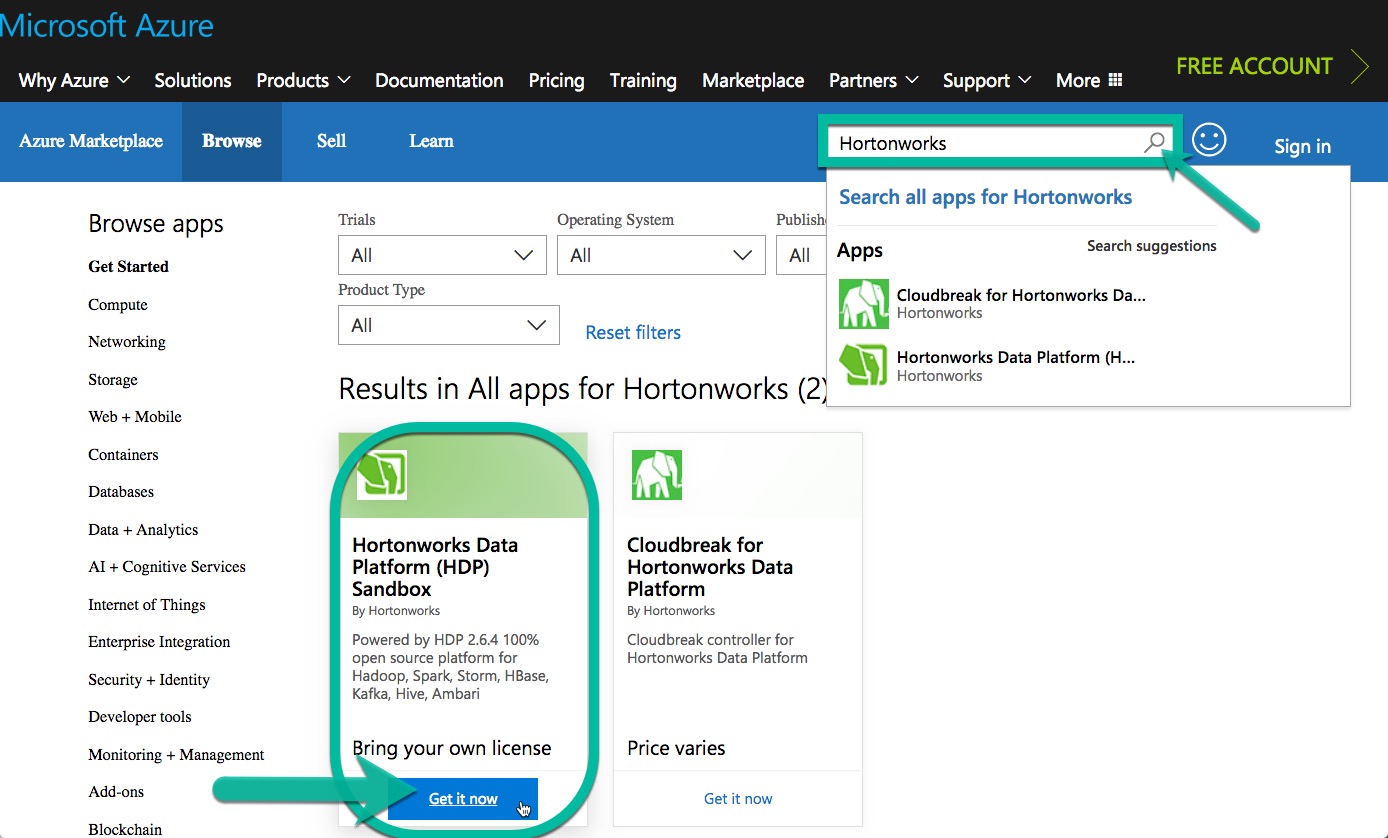 Microsoft Azure
FREE ACCOUNT
Why Azure Solutions Products Documentation Pricing Training Marketplace Partners Support More
Azure Marketplace Browse Sell Learn
Hortonworks
Sign in
Search all apps for Hortonworks
Apps
Search suggestions
Cloudbreak for Hortonworks Da...
Hortonworks
Hortonworks Data Platform (H...
Hortonworks
Browse apps
Get Started
Compute
Networking
Storage
Web + Mobile
Containers
Databases
Data + Analytics
AI + Cognitive Services
Internet of Things
Enterprise Integration
Security + Identity
Developer tools
Monitoring + Management
Add-ons
Blockchain
Trials
All
Operating System
All
Publishe
All
Product Type
All
Reset filters
Results in All apps for Hortonworks (2)
Hortonworks Data
Platform (HDP)
Sandbox
By Hortonworks
Powered by HDP 2.6.4 100%
open source platform for
Hadoop, Spark, Storm, HBase,
Kafka, Hive, Ambari
Bring your own license
Get it now
Cloudbreak for
Hortonworks Data
Platform
By Hortonworks
Cloudbreak controller for
Hortonworks Data Platform
Price varies
Get it now